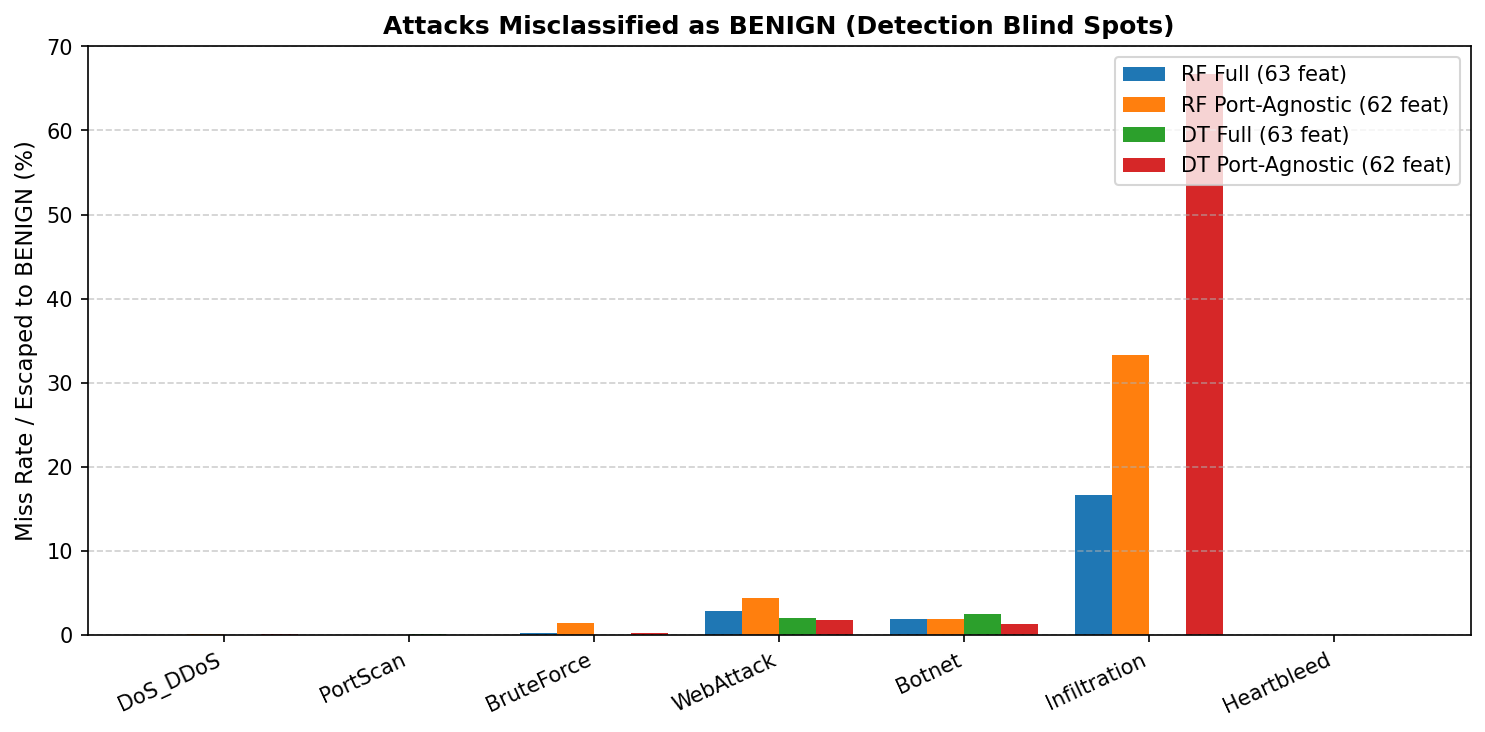 Attacks Misclassified as BENIGN (Detection Blind Spots)
Miss Rate / Escaped to BENIGN (%)
70
60
50
40
30
20
10
0
RF Full (63 feat)
RF Port-Agnostic (62 feat)
DT Full (63 feat)
DT Port-Agnostic (62 feat)
DoS_DDoS
PortScan
BruteForce
WebAttack
Botnet
Infiltration
Heartbleed